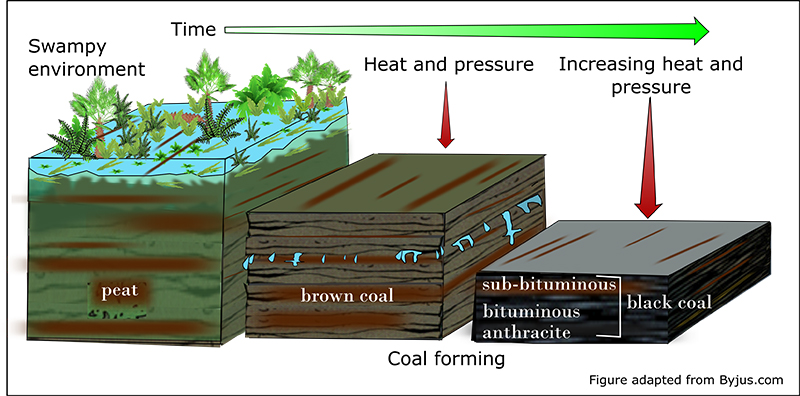 Time
Swampy
environment
Heat and pressure
Increasing heat and
pressure
peat
brown coal
sub-bituminous
bituminous
anthracite
black coal
Coal forming
Figure adapted from Byjus.com